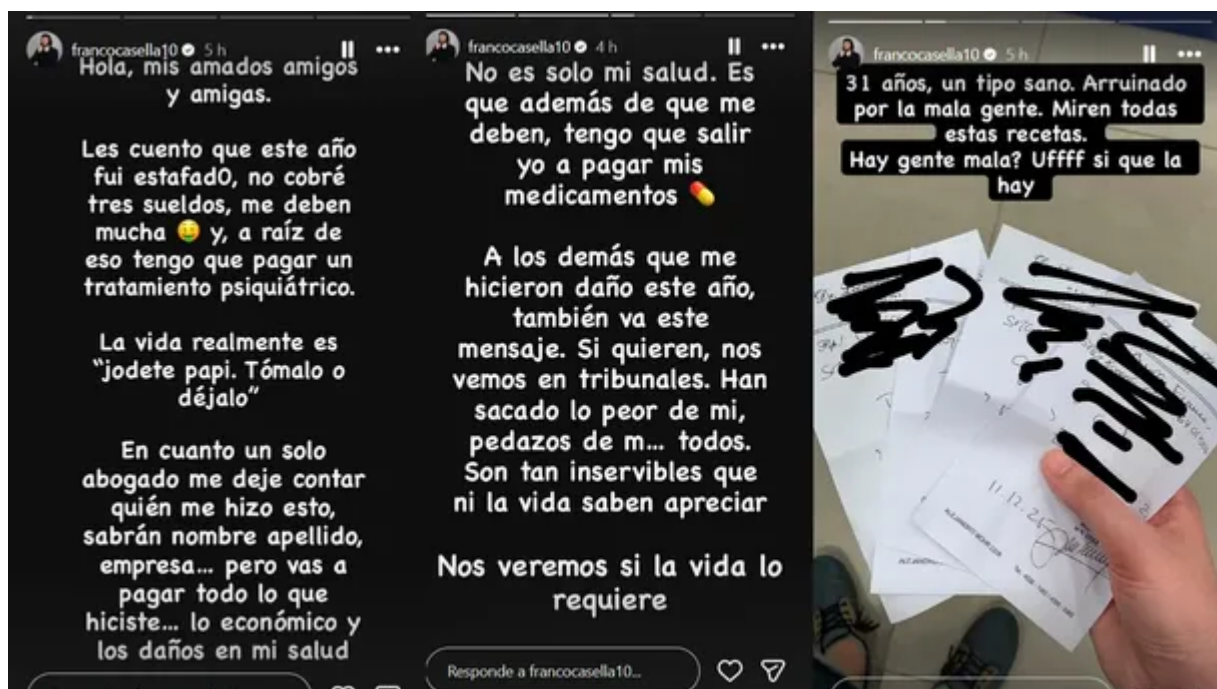 francocasella10 5 h
Hola, mis amados amigos
y amigas.
Les cuento que este año
fui estafad0, no cobré
tres sueldos, me deben
mucha 🤑 y, a raíz de
eso tengo que pagar un
tratamiento psiquiátrico.
La vida realmente es
“jodete papi. Tómalo o
déjalo”
En cuanto un solo
abogado me deje contar
quién me hizo esto,
sabrán nombre apellido,
empresa... pero vas a
pagar todo lo que
hiciste... lo económico y
los daños en mi salud
francocasella10 4 h
No es solo mi salud. Es
que además de que me
deben, tengo que salir
yo a pagar mis
medicamentos 💊
A los demás que me
hicieron daño este año,
también va este
mensaje. Si quieren, nos
vemos en tribunales. Han
sacado lo peor de mi,
pedazos de m... todos.
Son tan inservibles que
ni la vida saben apreciar
Nos veremos si la vida lo
requiere
Responde a francocasella10...
francocasella10 5 h
31 años, un tipo sano. Arruinado
por la mala gente. Miren todas
estas recetas.
Hay gente mala? Uffff si que la
hay
11.12.25